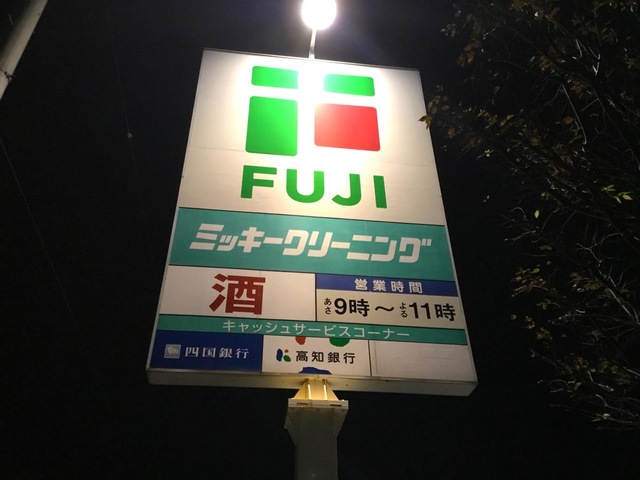 FUJI
ミッキークリーニング
酒
営業時間
あさ9時～よる11時
キャッシュサービスコーナー
四国銀行
高知銀行